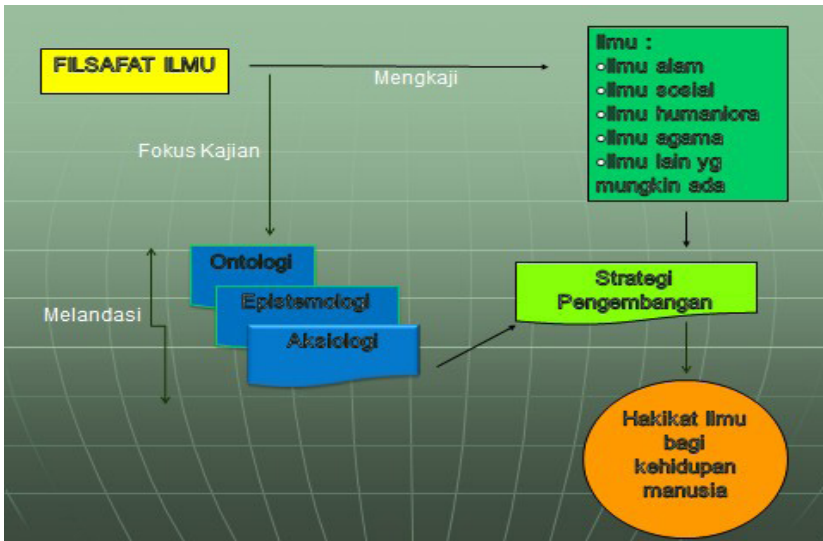 FILSAFAT ILMU
Mengkaji
Ilmu :
•Ilmu alam
•Ilmu sosial
•Ilmu humaniora
•Ilmu agama
•Ilmu lain yg
mungkin ada
Fokus Kajian
Ontologi
Epistemologi
Aksiologi
Melandasi
Strategi
Pengembangan
Hakikat Ilmu
bagi
kehidupan
manusia